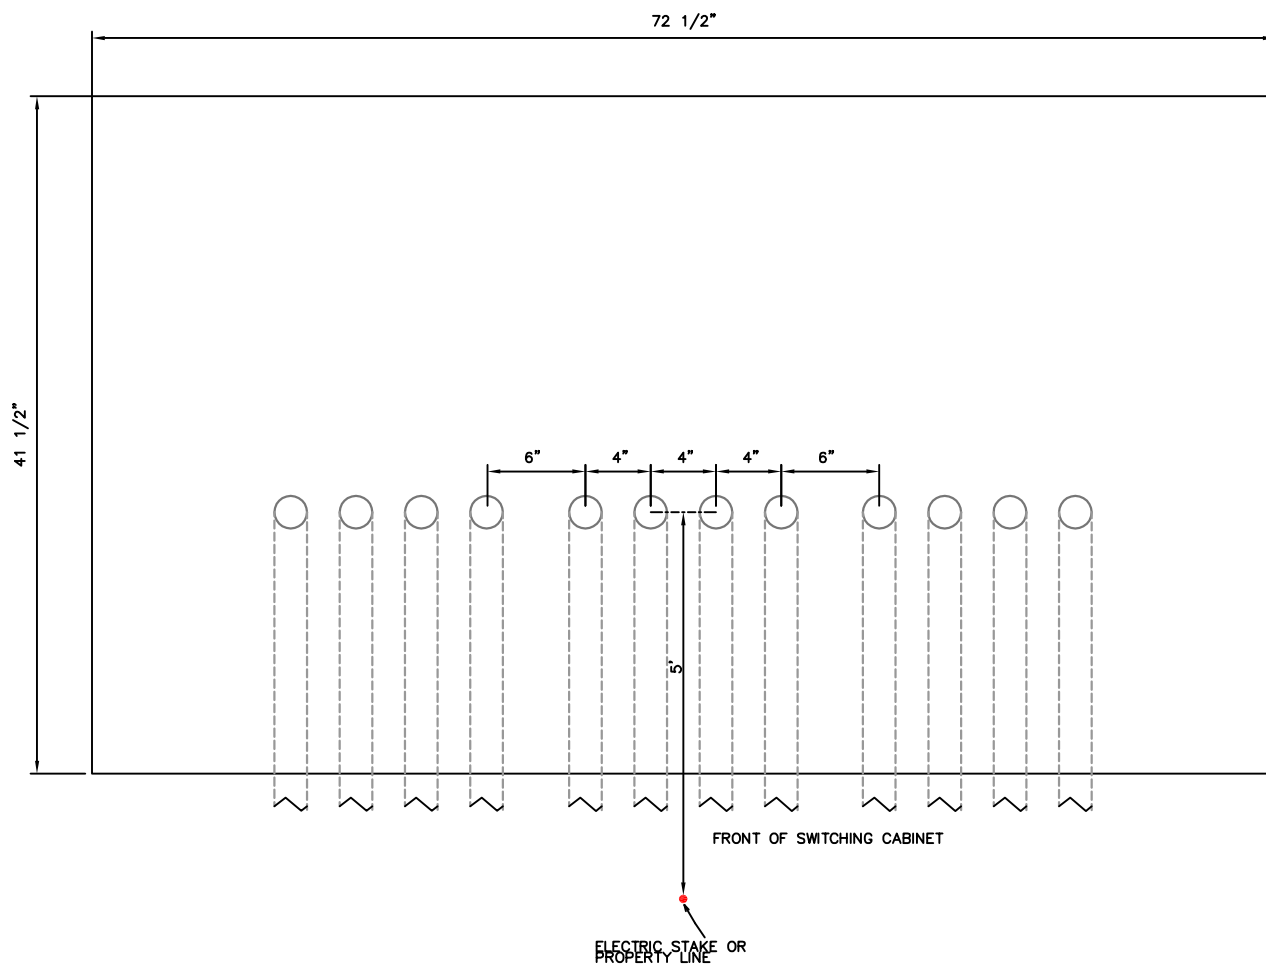 72 1/2"
41 1/2"
6" 4" 4" 4" 6"
5'
FRONT OF SWITCHING CABINET
ELECTRIC STAKE OR
PROPERTY LINE